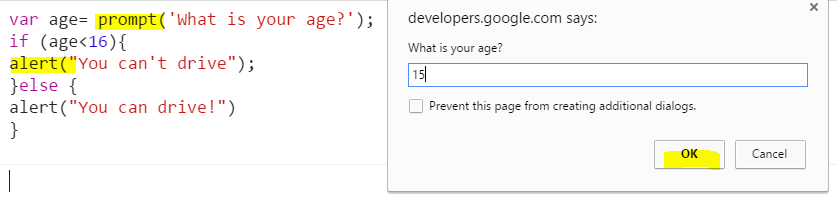 var age= prompt('What is your age?');
if (age<16){
alert("You can't drive");
}else {
alert("You can drive!")
}
developers.google.com says:
What is your age?
15
Prevent this page from creating additional dialogs.
OK
Cancel